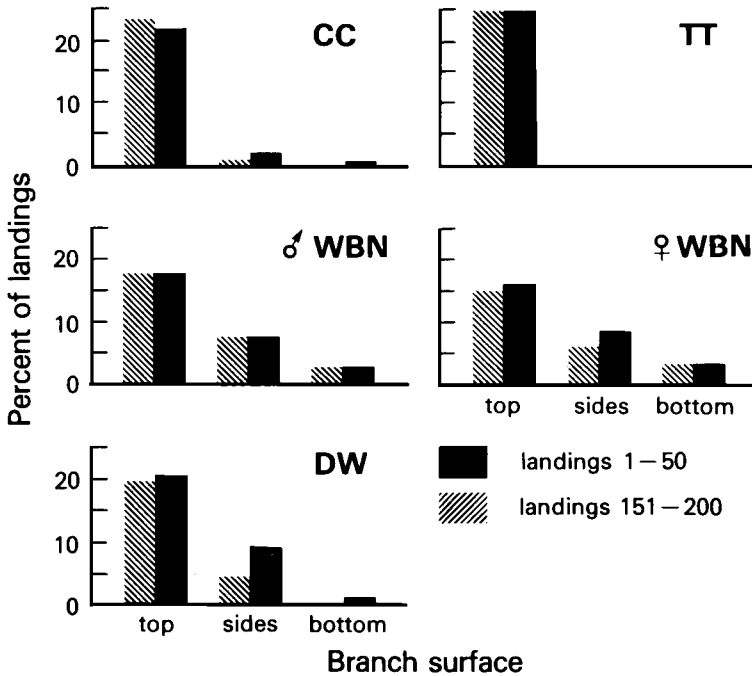 Percent of landings
20
10
0
CC
TT
20
10
0
♂ WBN
♀ WBN
top sides bottom
20
10
0
DW
top sides bottom
landings 1–50
landings 151–200
Branch surface